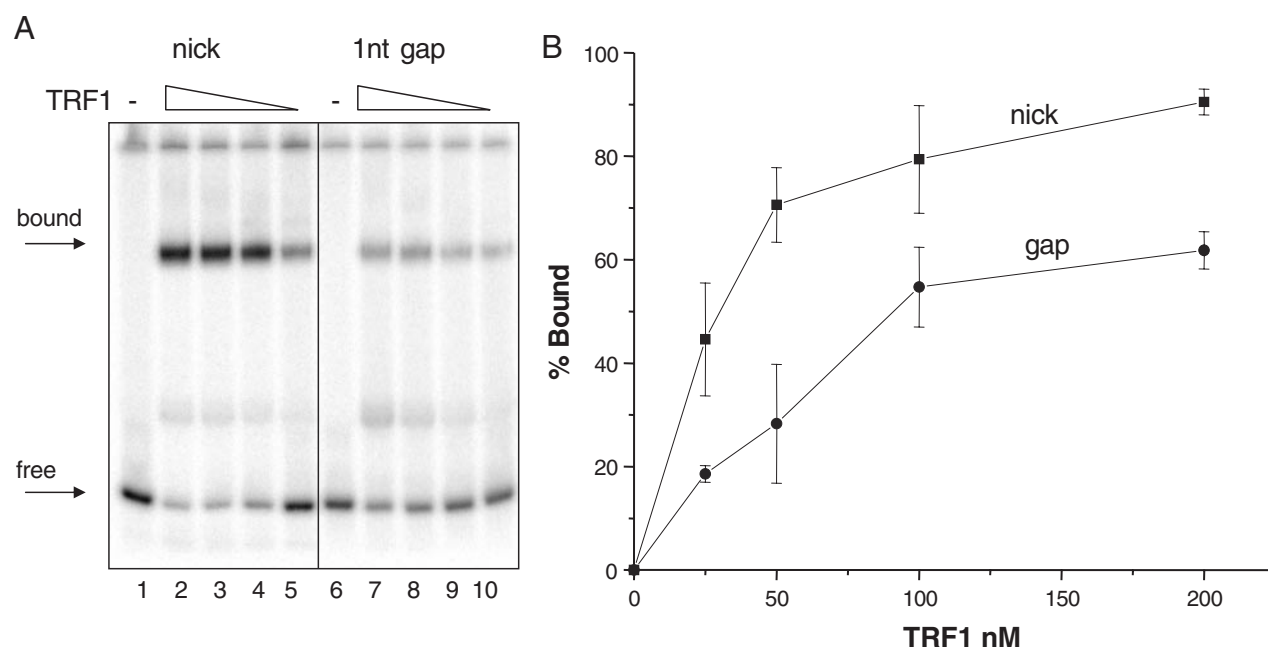 A
nick 1nt gap
TRF1 - -
bound
free
1 2 3 4 5 6 7 8 9 10
B
100
80
60
40
20
0
% Bound
nick
gap
0 50 100 150 200
TRF1 nM